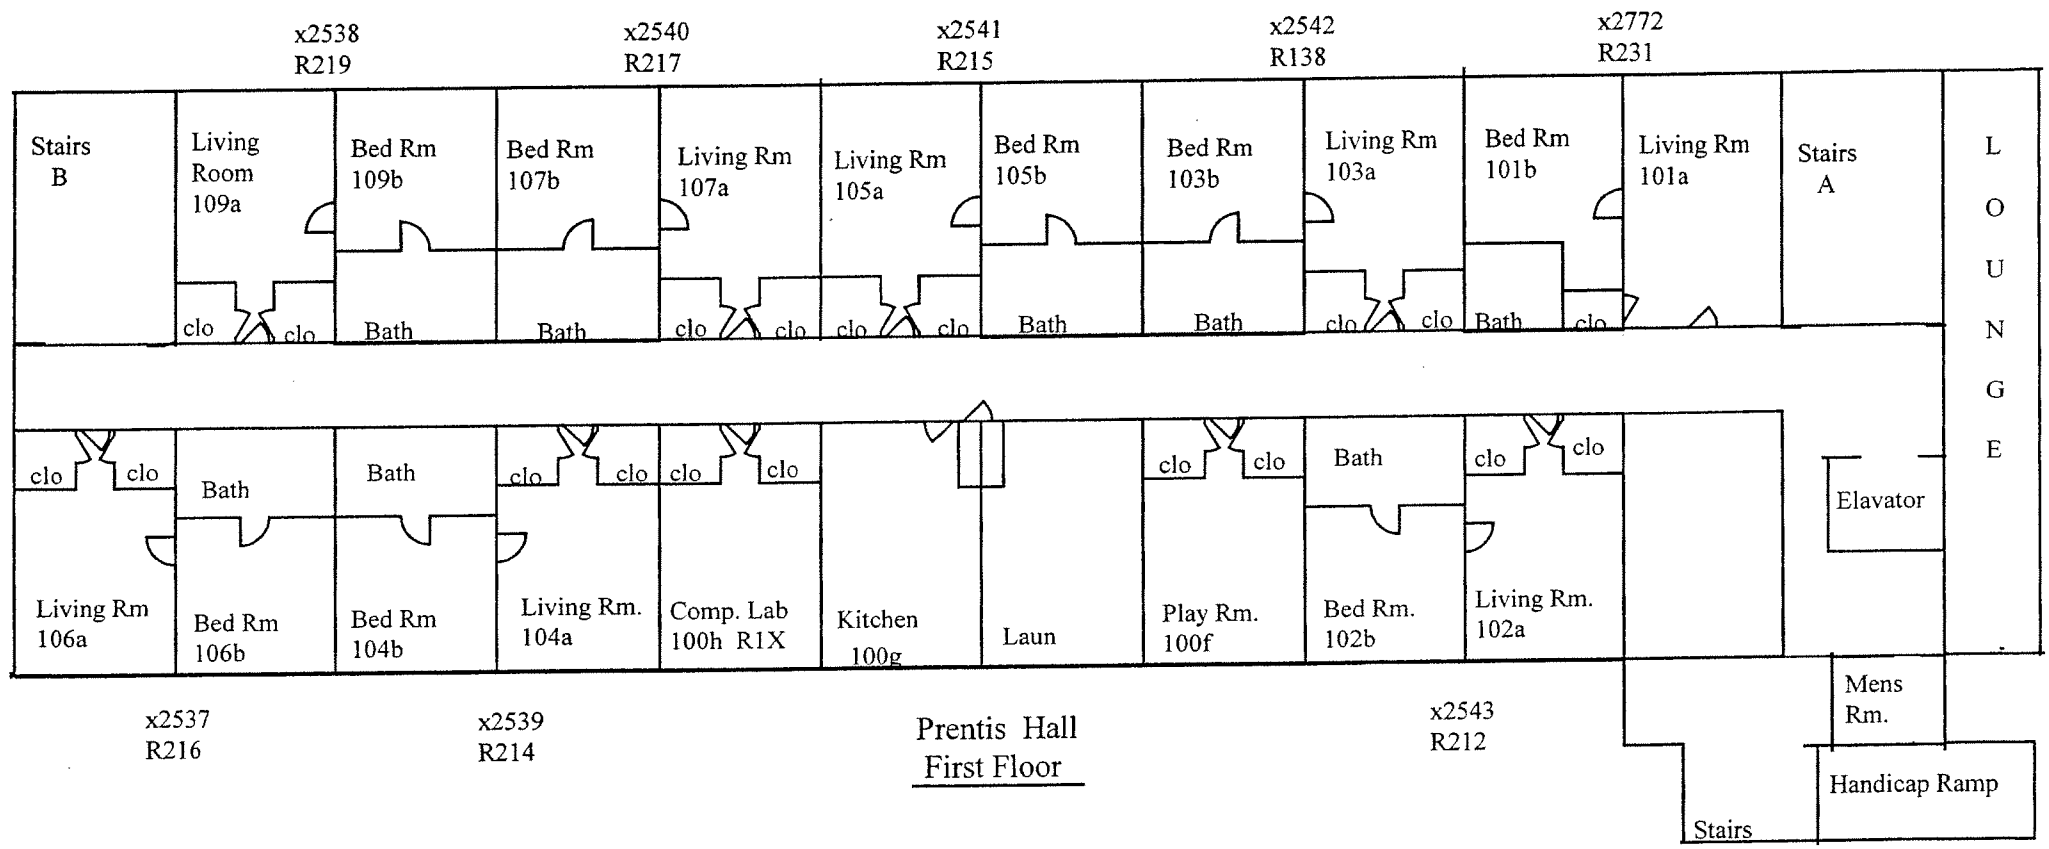 x2538
R219
x2540
R217
x2541
R215
x2542
R138
x2772
R231
Stairs
B
Living
Room
109a
Bed Rm
109b
Bed Rm
107b
Living Rm
107a
Living Rm
105a
Bed Rm
105b
Bed Rm
103b
Living Rm
103a
Bed Rm
101b
Living Rm
101a
Stairs
A
L
O
U
N
G
E
clo
clo
Bath
Bath
clo
clo
clo
clo
Bath
Bath
clo
clo
Bath
clo
clo
clo
Bath
Bath
clo
clo
clo
clo
clo
clo
Bath
clo
clo
Elavator
Living Rm
106a
Bed Rm
106b
Bed Rm
104b
Living Rm.
104a
Comp. Lab
100h R1X
Kitchen
100g
Laun
Play Rm.
100f
Bed Rm.
102b
Living Rm.
102a
Mens
Rm.
x2537
R216
x2539
R214
Prentis Hall
First Floor
x2543
R212
Handicap Ramp
Stairs